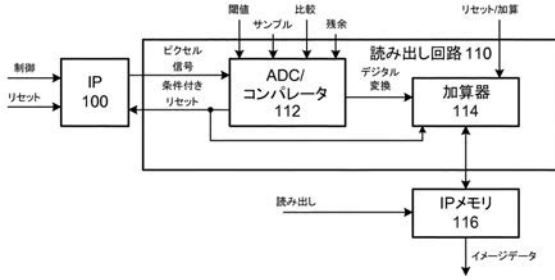 閾値
サンプル
比較
残余
リセット/加算
読み出し回路 110
制御
リセット
IP
100
ピクセル
信号
条件付き
リセット
ADC/
コンパレータ
112
デジタル
変換
加算器
114
読み出し
IPメモリ
116
イメージデータ